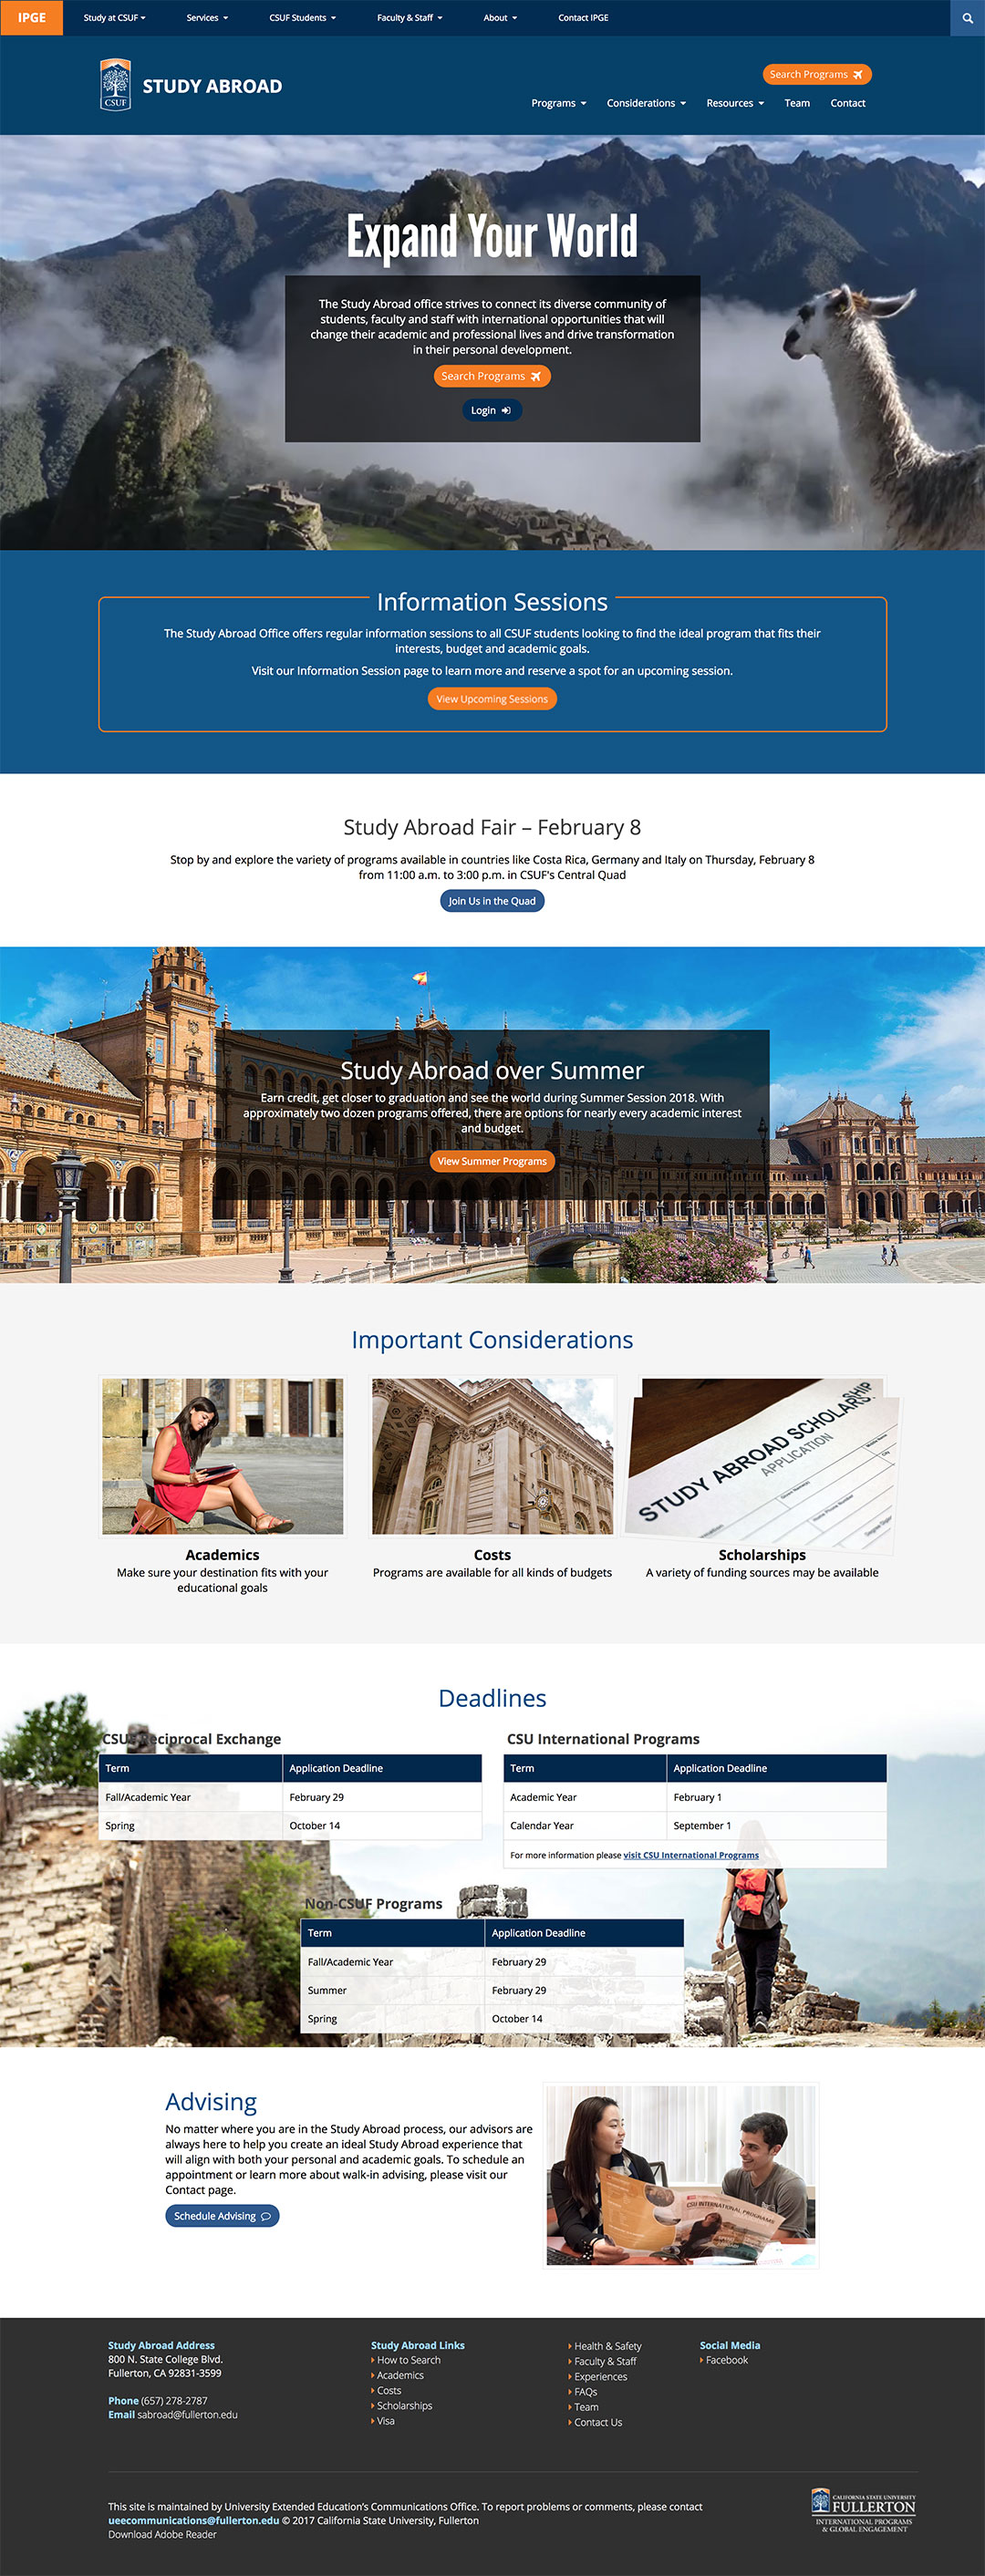 IPGE
Study at CSUF
Services
CSUF Students
Faculty & Staff
About
Contact IPGE
CSUF
STUDY ABROAD
Search Programs
Programs
Considerations
Resources
Team
Contact
Expand Your World
The Study Abroad office strives to connect its diverse community of
students, faculty and staff with international opportunities that will
change their academic and professional lives and drive transformation
in their personal development.
Search Programs
Login
Information Sessions
The Study Abroad Office offers regular information sessions to all CSUF students looking to find the ideal program that fits their
interests, budget and academic goals.
Visit our Information Session page to learn more and reserve a spot for an upcoming session.
View Upcoming Sessions
Study Abroad Fair – February 8
Stop by and explore the variety of programs available in countries like Costa Rica, Germany and Italy on Thursday, February 8
from 11:00 a.m. to 3:00 p.m. in CSUF's Central Quad
Join Us in the Quad
Study Abroad over Summer
Earn credit, get closer to graduation and see the world during Summer Session 2018. With
approximately two dozen programs offered, there are options for nearly every academic interest
and budget.
View Summer Programs
Important Considerations
STUDY ABROAD SCHOLARSHIP
APPLICATION
Academics
Make sure your destination fits with your
educational goals
Costs
Programs are available for all kinds of budgets
Scholarships
A variety of funding sources may be available
Deadlines
CSUF Reciprocal Exchange
Term Application Deadline
Fall/Academic Year February 29
Spring October 14
CSU International Programs
Term Application Deadline
Academic Year February 1
Calendar Year September 1
For more information please visit CSU International Programs
Non-CSUF Programs
Term Application Deadline
Fall/Academic Year February 29
Summer February 29
Spring October 14
Advising
No matter where you are in the Study Abroad process, our advisors are
always here to help you create an ideal Study Abroad experience that
will align with both your personal and academic goals. To schedule an
appointment or learn more about walk-in advising, please visit our
Contact page.
Schedule Advising
CSU INTERNATIONAL PROGRAMS
Study Abroad Address
800 N. State College Blvd.
Fullerton, CA 92831-3599
Phone (657) 278-2787
Email sabroad@fullerton.edu
Study Abroad Links
How to Search
Academics
Costs
Scholarships
Visa
Health & Safety
Faculty & Staff
Experiences
FAQs
Team
Contact Us
Social Media
Facebook
This site is maintained by University Extended Education's Communications Office. To report problems or comments, please contact
ueecommunications@fullerton.edu © 2017 California State University, Fullerton
Download Adobe Reader
CALIFORNIA STATE UNIVERSITY
FULLERTON
INTERNATIONAL PROGRAMS
& GLOBAL ENGAGEMENT